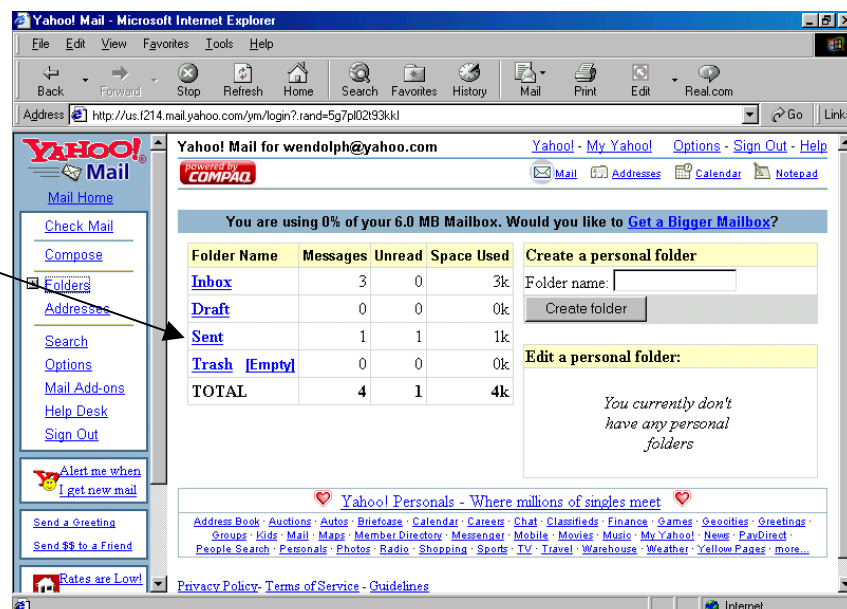 Yahoo! Mail - Microsoft Internet Explorer
File Edit View Favorites Tools Help
Back Forward Stop Refresh Home Search Favorites History Mail Print Edit Real.com
Address http://us.f214.mail.yahoo.com/ym/login?.rand=5g7pl02t93kkl Go Links
YAHOO! Mail
Mail Home
Check Mail
Compose
Folders
Addresses
Search
Options
Mail Add-ons
Help Desk
Sign Out
Alert me when
I get new mail
Send a Greeting
Send $$ to a Friend
Rates are Low!
Yahoo! Mail for wendolph@yahoo.com Yahoo! - My Yahoo! Options - Sign Out - Help
powered by COMPAQ Mail Addresses Calendar Notepad
You are using 0% of your 6.0 MB Mailbox. Would you like to Get a Bigger Mailbox?
Folder Name Messages Unread Space Used
Inbox 3 0 3k
Draft 0 0 0k
Sent 1 1 1k
Trash [Empty] 0 0 0k
TOTAL 4 1 4k
Create a personal folder
Folder name:
Create folder
Edit a personal folder:
You currently don't
have any personal
folders
Yahoo! Personals - Where millions of singles meet
Address Book · Auctions · Autos · Briefcase · Calendar · Careers · Chat · Classifieds · Finance · Games · Geocities · Greetings ·
Groups · Kids · Mail · Maps · Member Directory · Messenger · Mobile · Movies · Music · My Yahoo! · News · PayDirect ·
People Search · Personals · Photos · Radio · Shopping · Sports · TV · Travel · Warehouse · Weather · Yellow Pages · more...
Privacy Policy- Terms of Service - Guidelines
Internet